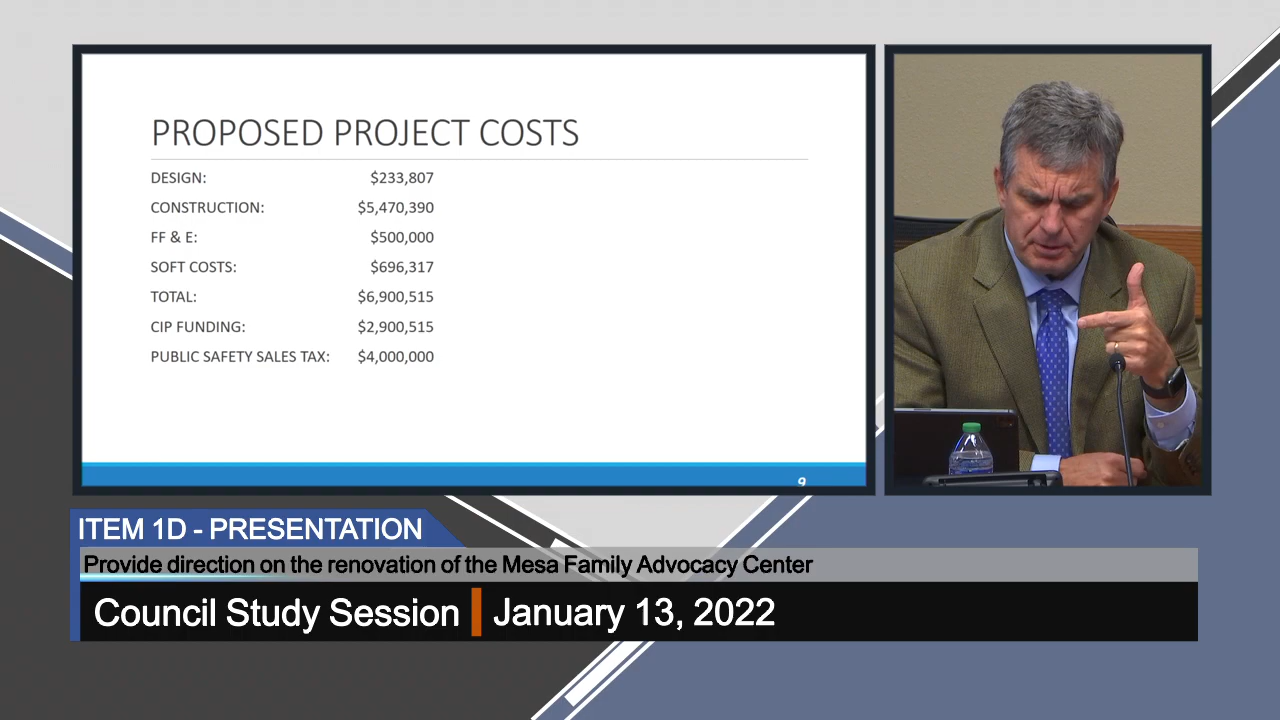 PROPOSED PROJECT COSTS
DESIGN: $233,807
CONSTRUCTION: $5,470,390
FF & E: $500,000
SOFT COSTS: $696,317
TOTAL: $6,900,515
CIP FUNDING: $2,900,515
PUBLIC SAFETY SALES TAX: $4,000,000
9
ITEM 1D - PRESENTATION
Provide direction on the renovation of the Mesa Family Advocacy Center
Council Study Session January 13, 2022